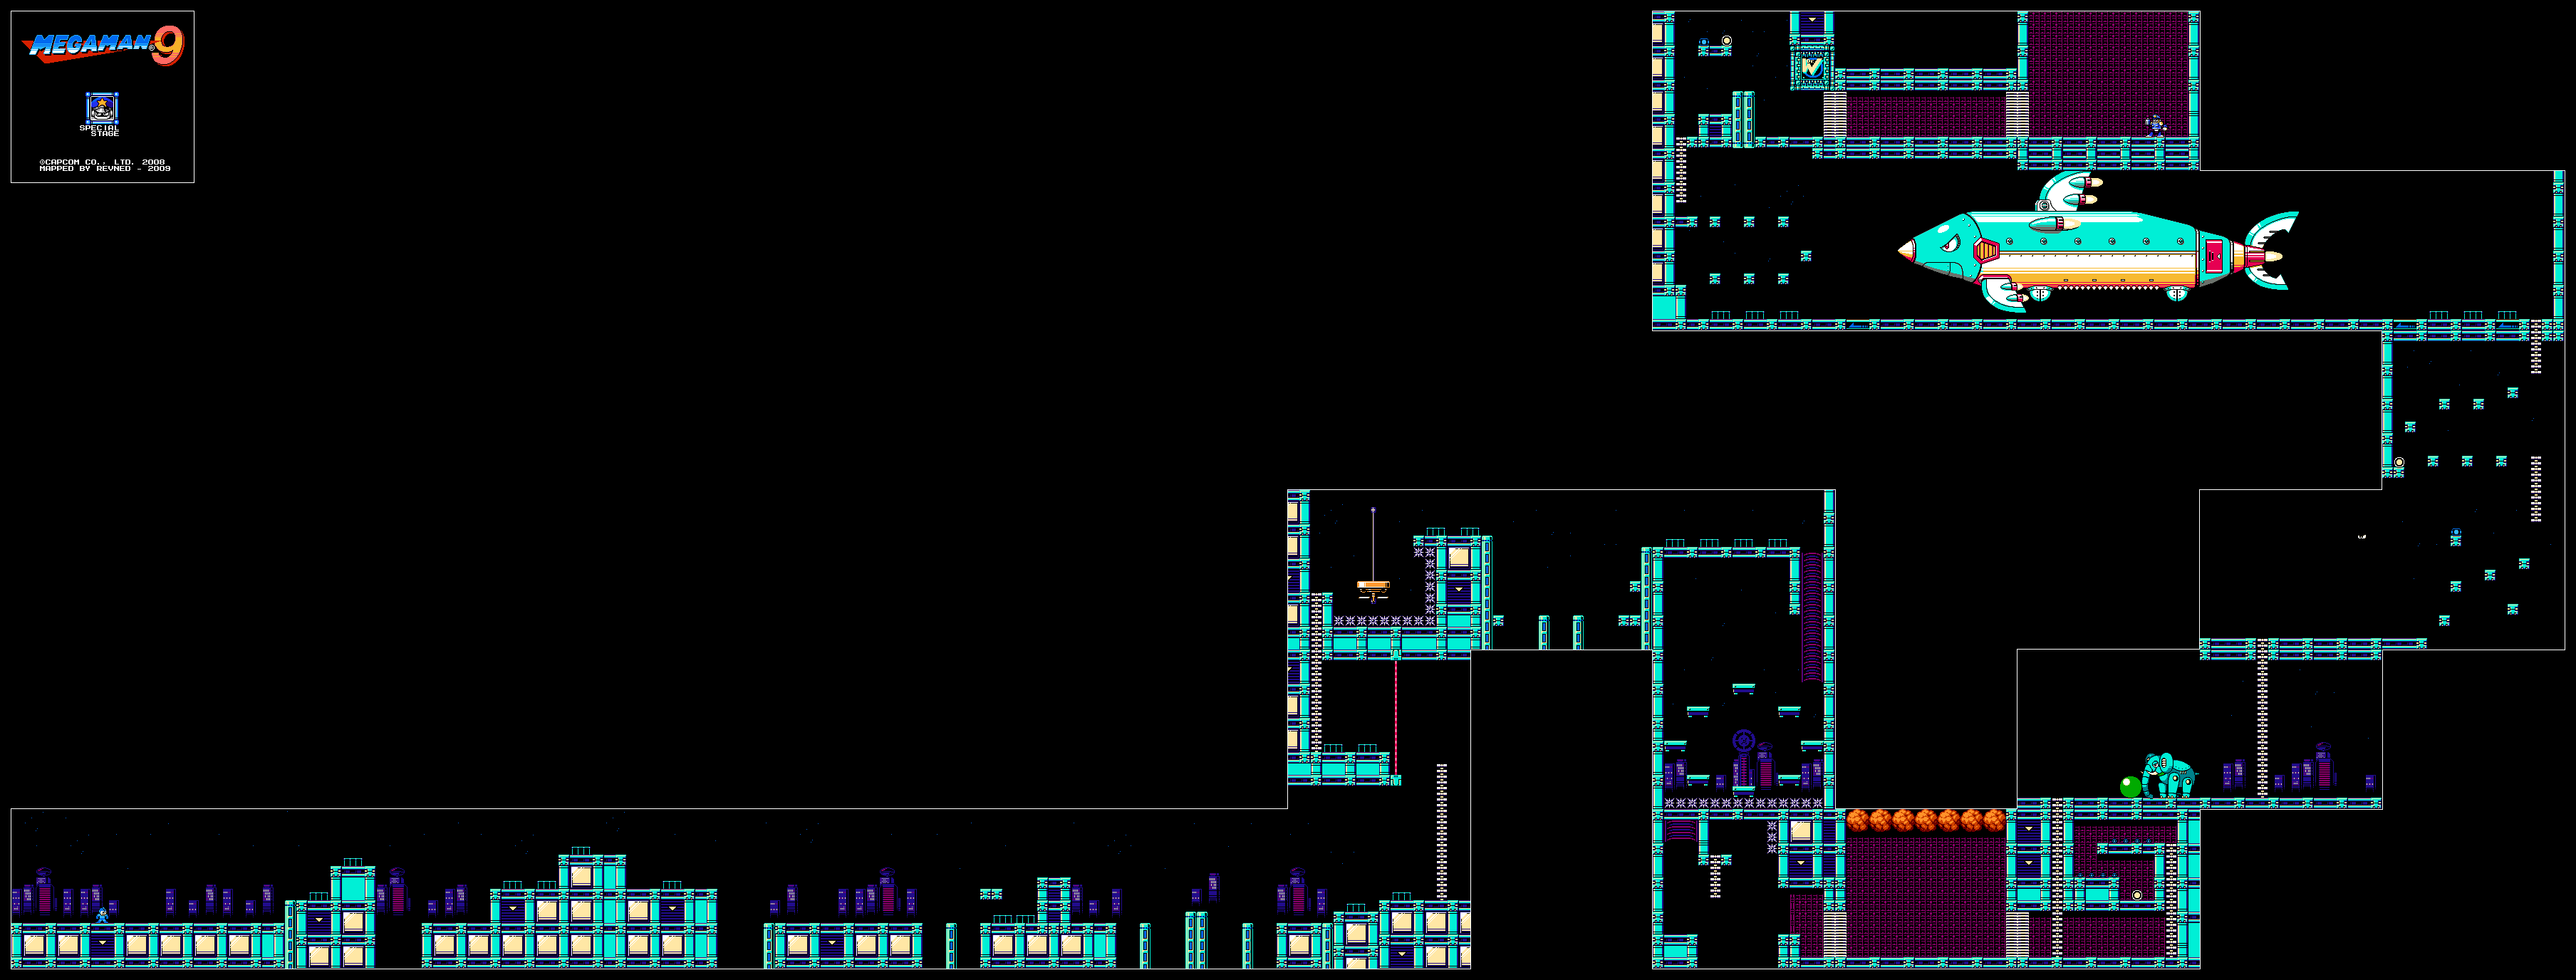 MEGAMAN 9
SPECIAL
STAGE
©CAPCOM CO., LTD. 2008
MAPPED BY REVNED - 2009
W